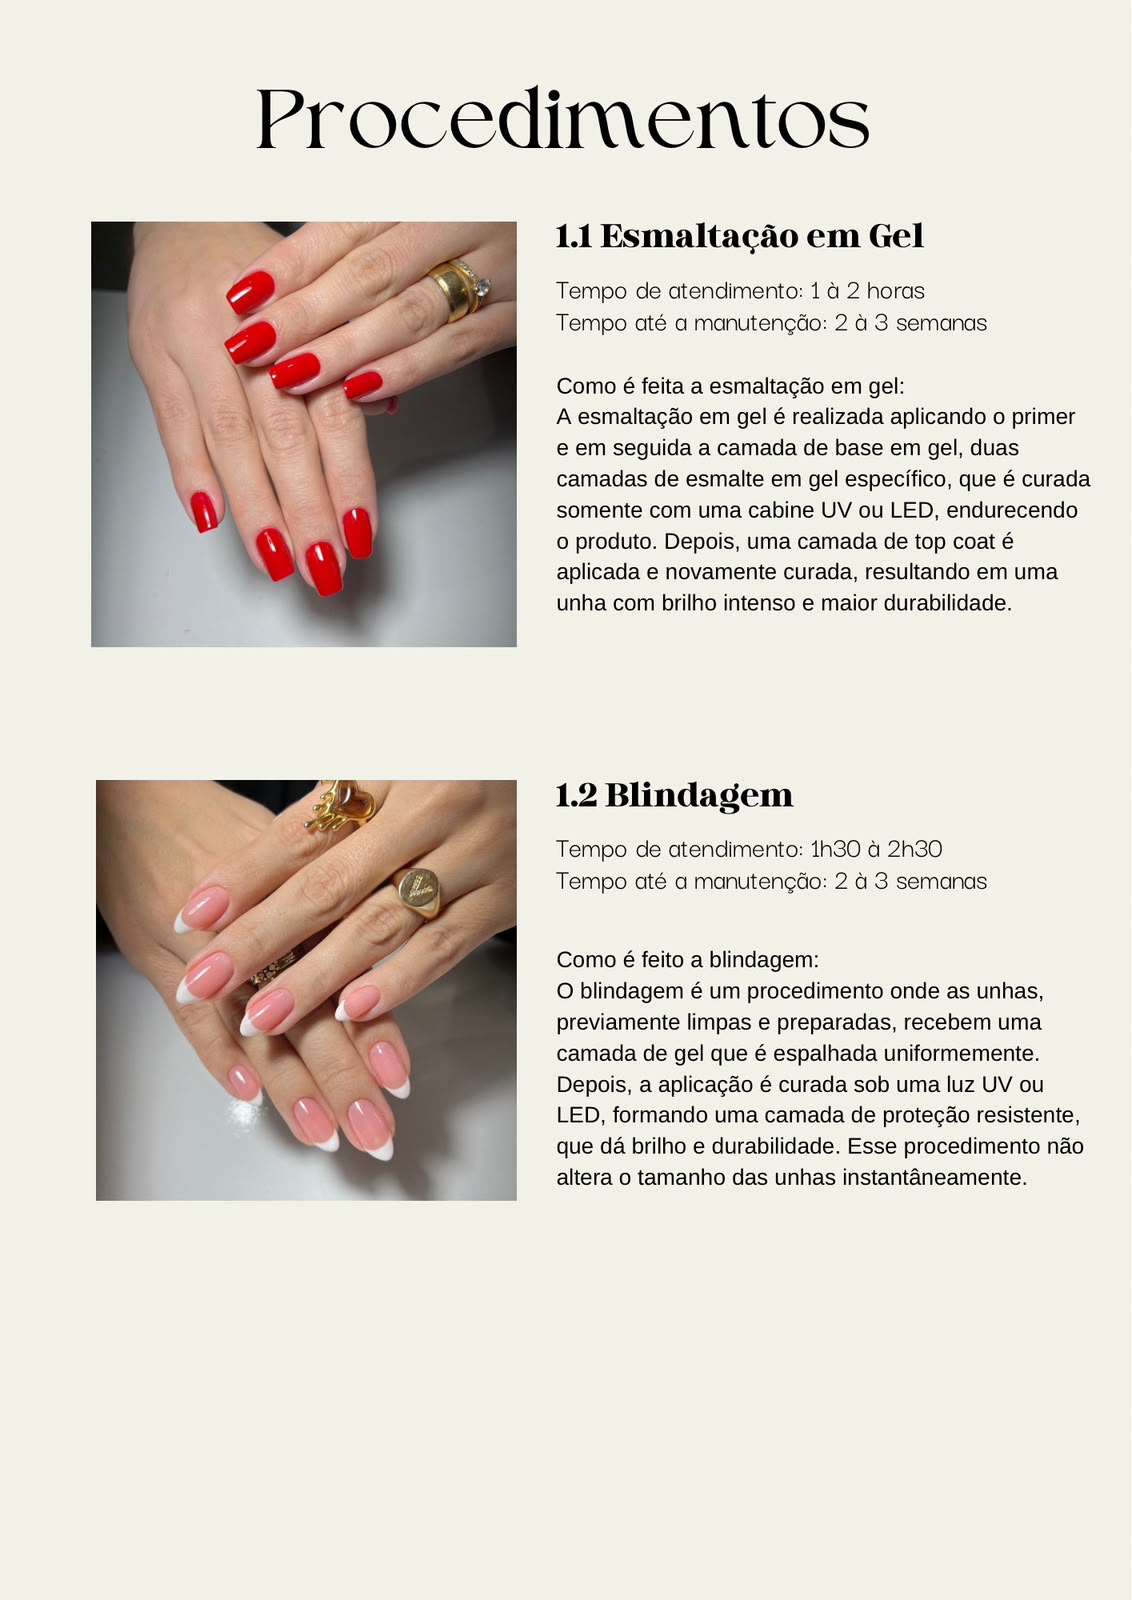 Procedimentos
1.1 Esmaltação em Gel
Tempo de atendimento: 1 à 2 horas
Tempo até a manutenção: 2 à 3 semanas
Como é feita a esmaltação em gel:
A esmaltação em gel é realizada aplicando o primer
e em seguida a camada de base em gel, duas
camadas de esmalte em gel específico, que é curada
somente com uma cabine UV ou LED, endurecendo
o produto. Depois, uma camada de top coat é
aplicada e novamente curada, resultando em uma
unha com brilho intenso e maior durabilidade.
1.2 Blindagem
Tempo de atendimento: 1h30 à 2h30
Tempo até a manutenção: 2 à 3 semanas
Como é feito a blindagem:
O blindagem é um procedimento onde as unhas,
previamente limpas e preparadas, recebem uma
camada de gel que é espalhada uniformemente.
Depois, a aplicação é curada sob uma luz UV ou
LED, formando uma camada de proteção resistente,
que dá brilho e durabilidade. Esse procedimento não
altera o tamanho das unhas instantâneamente.